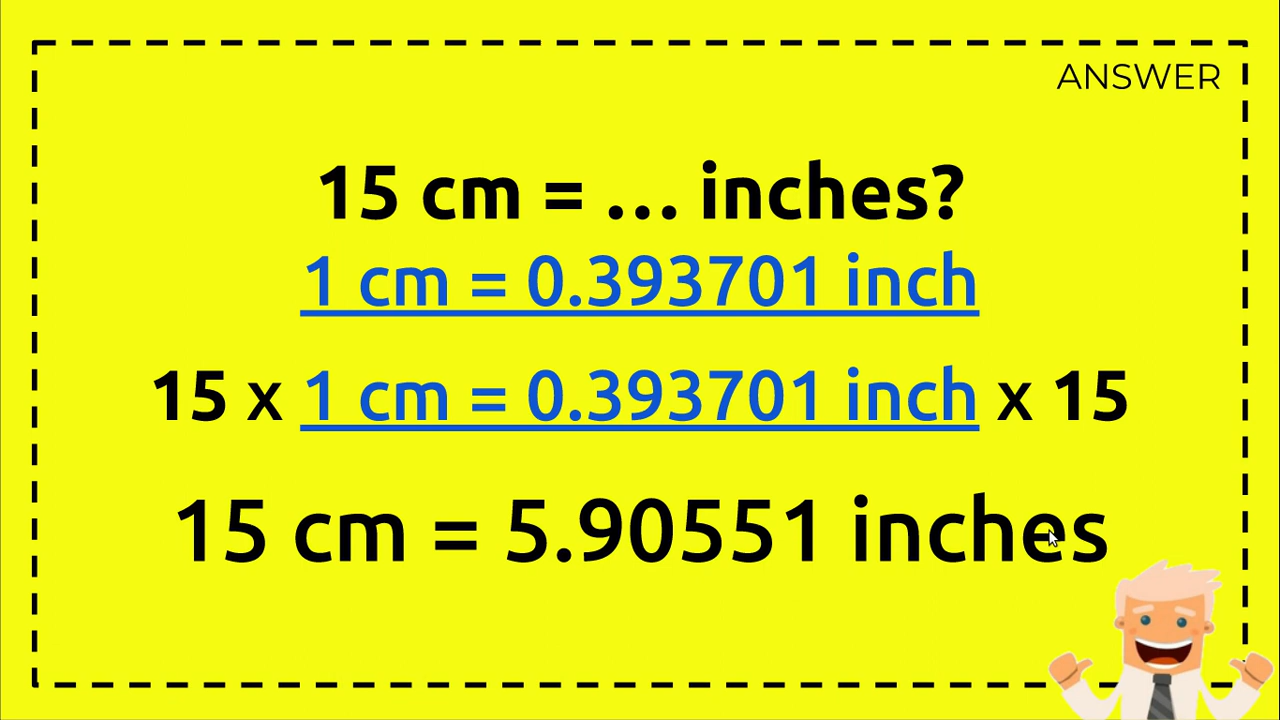 ANSWER
15 cm = ... inches?
1 cm = 0.393701 inch
15 x 1 cm = 0.393701 inch x 15
15 cm = 5.90551 inches